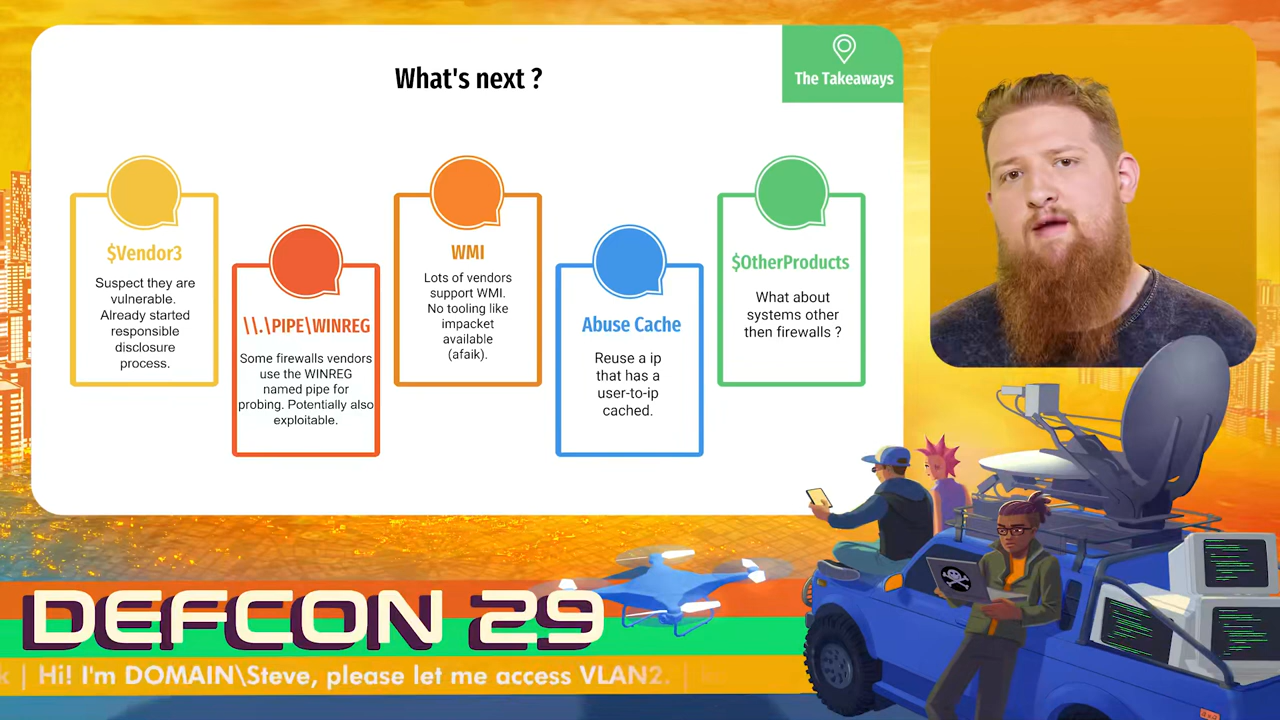 What's next ?
The Takeaways
$Vendor3
Suspect they are
vulnerable.
Already started
responsible
disclosure
process.
\\.\PIPE\WINREG
Some firewalls vendors
use the WINREG
named pipe for
probing. Potentially also
exploitable.
WMI
Lots of vendors
support WMI.
No tooling like
impacket
available
(afaik).
Abuse Cache
Reuse a ip
that has a
user-to-ip
cached.
$OtherProducts
What about
systems other
then firewalls ?
DEFCON 29
k | Hi! I'm DOMAIN\Steve, please let me access VLAN2. |